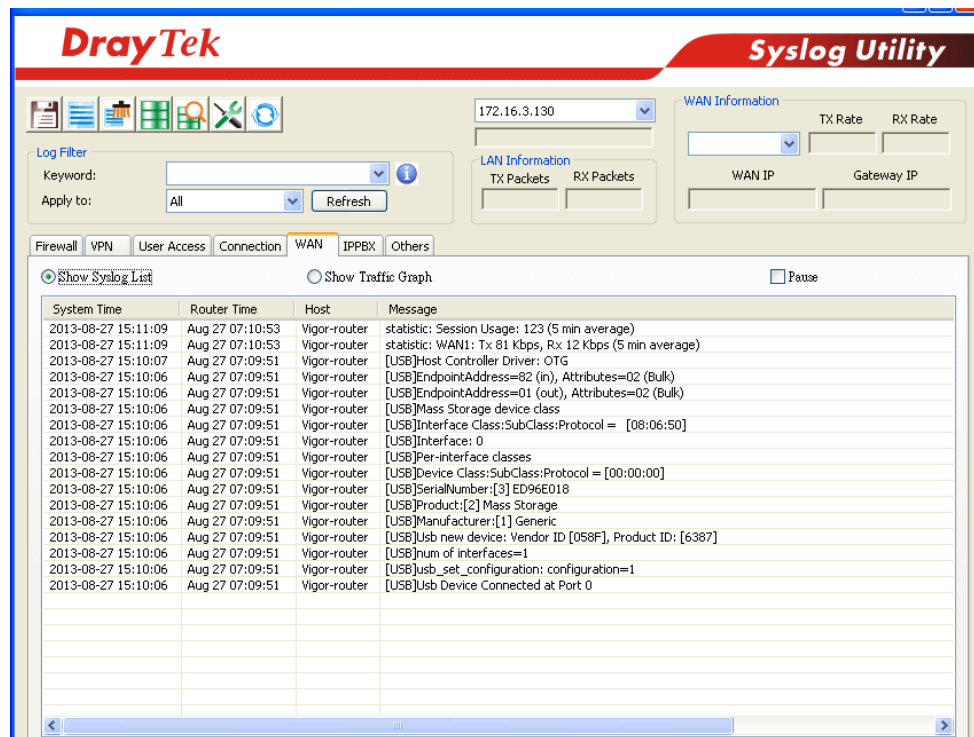 DrayTek
Syslog Utility
172.16.3.130
WAN Information
TX Rate RX Rate
Log Filter
Keyword:
LAN Information
TX Packets RX Packets
WAN IP Gateway IP
Apply to: All Refresh
Firewall VPN User Access Connection WAN IPPBX Others
Show Syslog List Show Traffic Graph Pause
System Time Router Time Host Message
2013-08-27 15:11:09 Aug 27 07:10:53 Vigor-router statistic: Session Usage: 123 (5 min average)
2013-08-27 15:11:09 Aug 27 07:10:53 Vigor-router statistic: WAN1: Tx 81 Kbps, Rx 12 Kbps (5 min average)
2013-08-27 15:10:07 Aug 27 07:09:51 Vigor-router [USB]Host Controller Driver: OTG
2013-08-27 15:10:06 Aug 27 07:09:51 Vigor-router [USB]EndpointAddress=82 (in), Attributes=02 (Bulk)
2013-08-27 15:10:06 Aug 27 07:09:51 Vigor-router [USB]EndpointAddress=01 (out), Attributes=02 (Bulk)
2013-08-27 15:10:06 Aug 27 07:09:51 Vigor-router [USB]Mass Storage device class
2013-08-27 15:10:06 Aug 27 07:09:51 Vigor-router [USB]Interface Class:SubClass:Protocol = [08:06:50]
2013-08-27 15:10:06 Aug 27 07:09:51 Vigor-router [USB]Interface: 0
2013-08-27 15:10:06 Aug 27 07:09:51 Vigor-router [USB]Per-interface classes
2013-08-27 15:10:06 Aug 27 07:09:51 Vigor-router [USB]Device Class:SubClass:Protocol = [00:00:00]
2013-08-27 15:10:06 Aug 27 07:09:51 Vigor-router [USB]SerialNumber:[3] ED96E018
2013-08-27 15:10:06 Aug 27 07:09:51 Vigor-router [USB]Product:[2] Mass Storage
2013-08-27 15:10:06 Aug 27 07:09:51 Vigor-router [USB]Manufacturer:[1] Generic
2013-08-27 15:10:06 Aug 27 07:09:51 Vigor-router [USB]Usb new device: Vendor ID [058F], Product ID: [6387]
2013-08-27 15:10:06 Aug 27 07:09:51 Vigor-router [USB]num of interfaces=1
2013-08-27 15:10:06 Aug 27 07:09:51 Vigor-router [USB]usb_set_configuration: configuration=1
2013-08-27 15:10:06 Aug 27 07:09:51 Vigor-router [USB]Usb Device Connected at Port 0